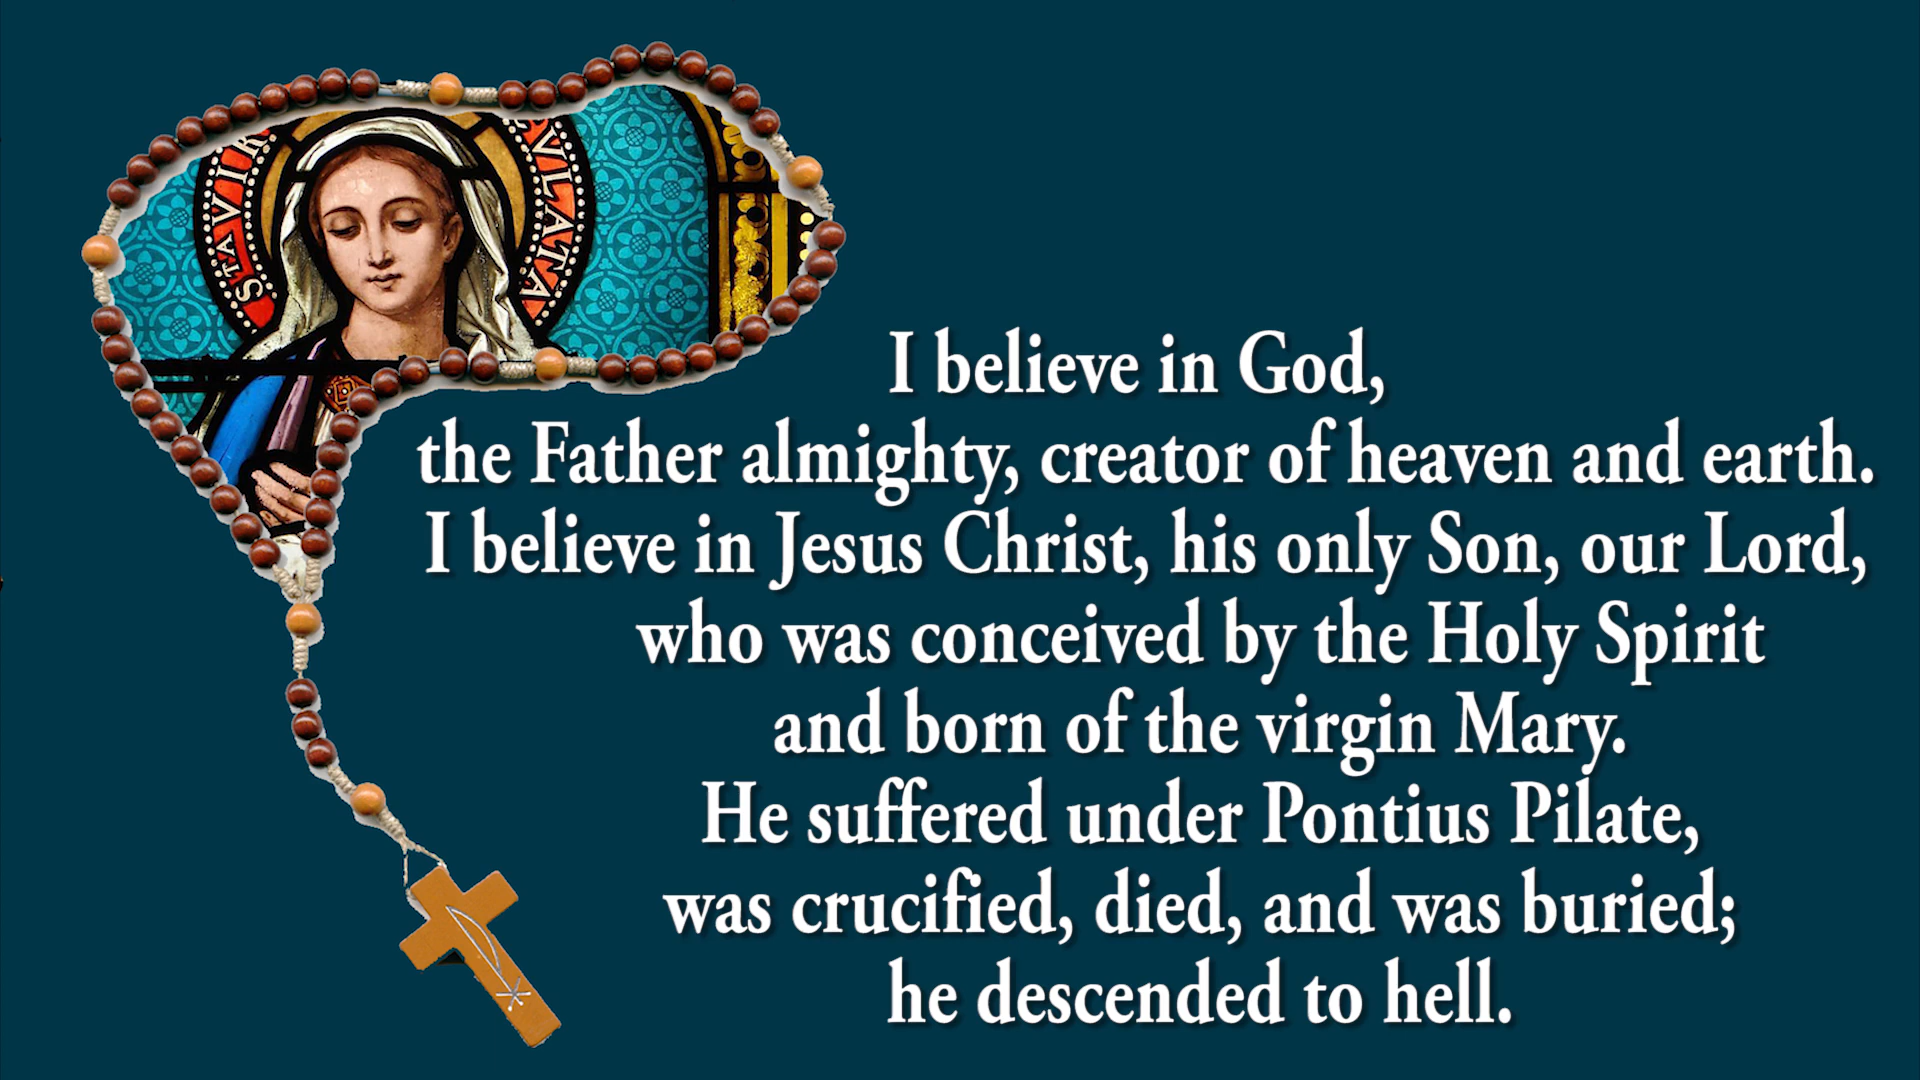 STA VIR
ULATA
I believe in God,
the Father almighty, creator of heaven and earth.
I believe in Jesus Christ, his only Son, our Lord,
who was conceived by the Holy Spirit
and born of the virgin Mary.
He suffered under Pontius Pilate,
was crucified, died, and was buried;
he descended to hell.